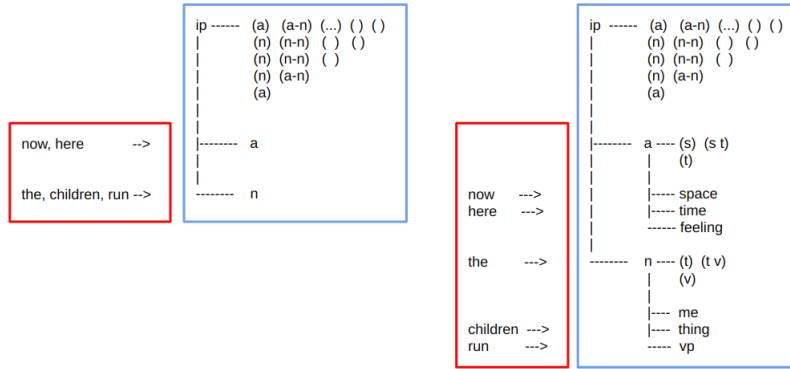 ip ------ (a) (a-n) (...) ( ) ( )
| (n) (n-n) ( ) ( )
| (n) (n-n) ( )
| (n) (a-n)
| (a)
|
|
now, here --> |-------- a
|
|
the, children, run --> -------- n
ip ------ (a) (a-n) (...) ( ) ( )
| (n) (n-n) ( ) ( )
| (n) (n-n) ( )
| (n) (a-n)
| (a)
|
|
|-------- a ---- (s) (s t)
| | (t)
| |
now ---> | |----- space
here ---> | |----- time
| ------ feeling
|
the ---> -------- n ---- (t) (t v)
| (v)
|
|---- me
children ---> |---- thing
run ---> ----- vp